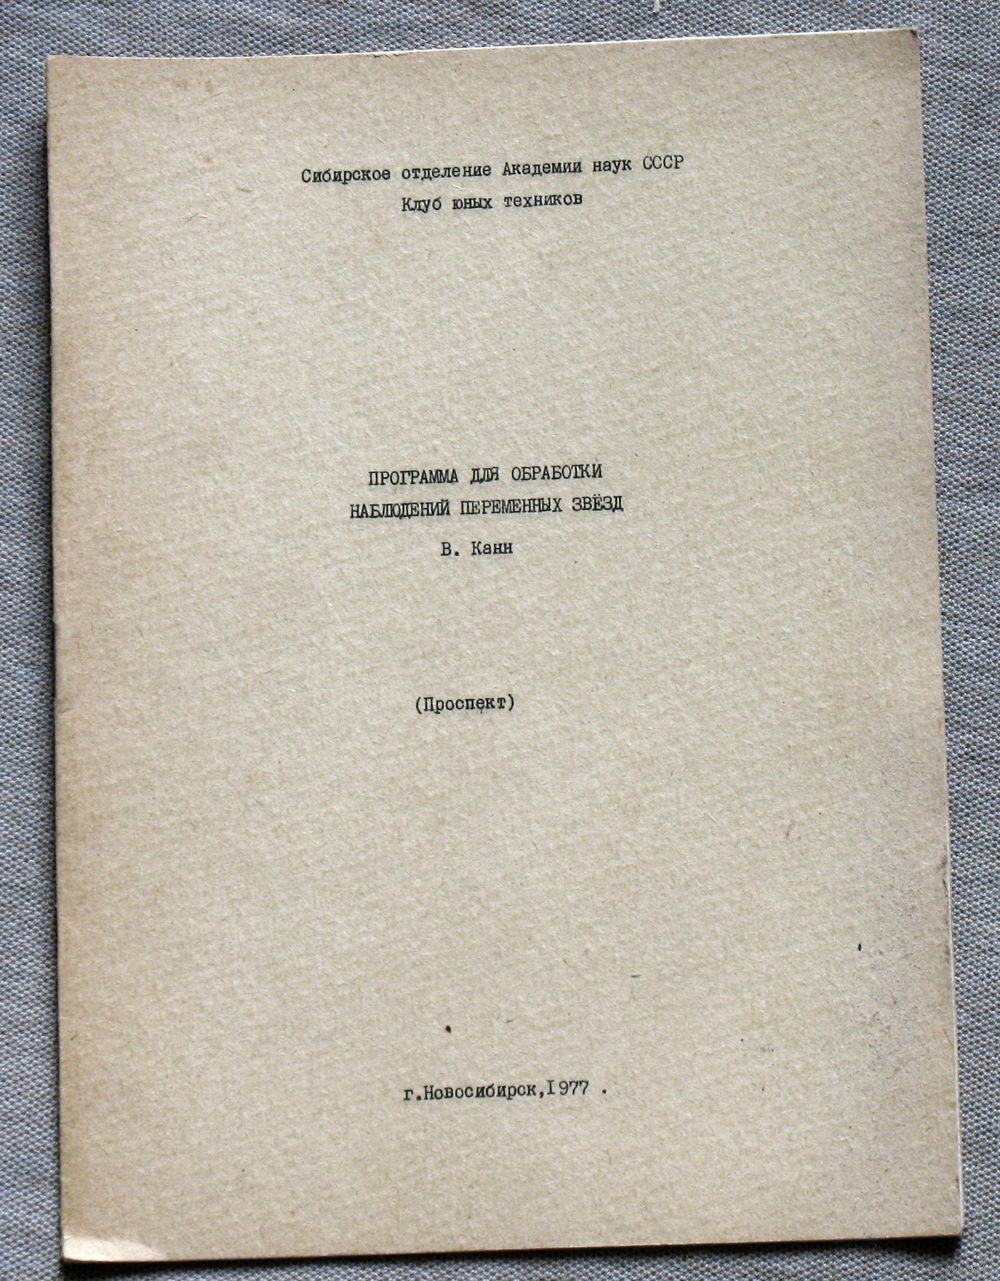 Сибирское отделение Академии наук СССР
Клуб юных техников
ПРОГРАММА ДЛЯ ОБРАБОТКИ
НАБЛЮДЕНИЙ ПЕРЕМЕННЫХ ЗВЁЗД
В. Канн
(Проспект)
г.Новосибирск,I977 .